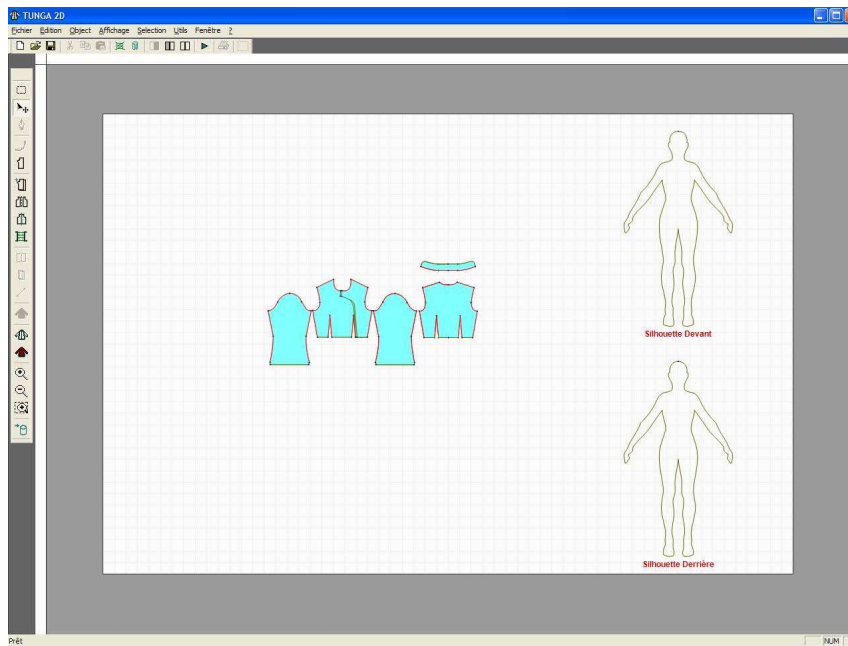 TUNGA 2D
Fichier Edition Object Affichage Selection Utils Fenêtre ?
Silhouette Devant
Silhouette Derrière
Prêt NUM